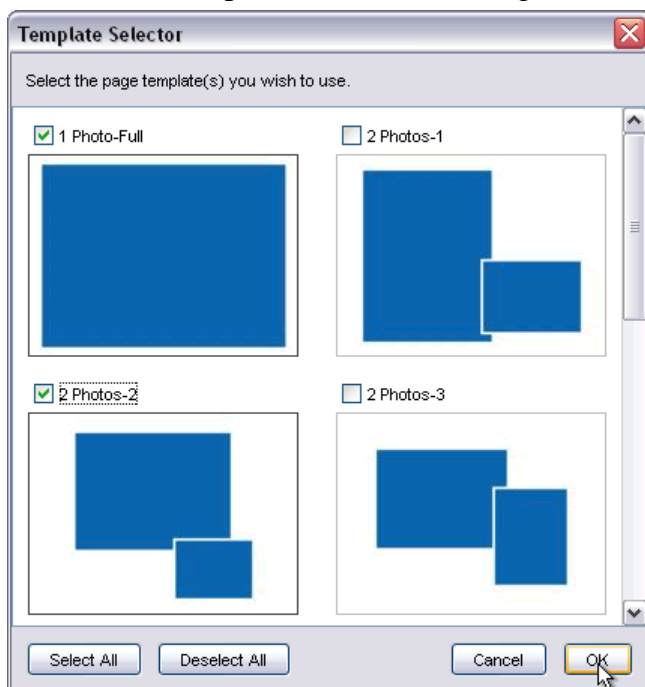 Template Selector
Select the page template(s) you wish to use.
1 Photo-Full
2 Photos-1
2 Photos-2
2 Photos-3
Select All
Deselect All
Cancel
OK